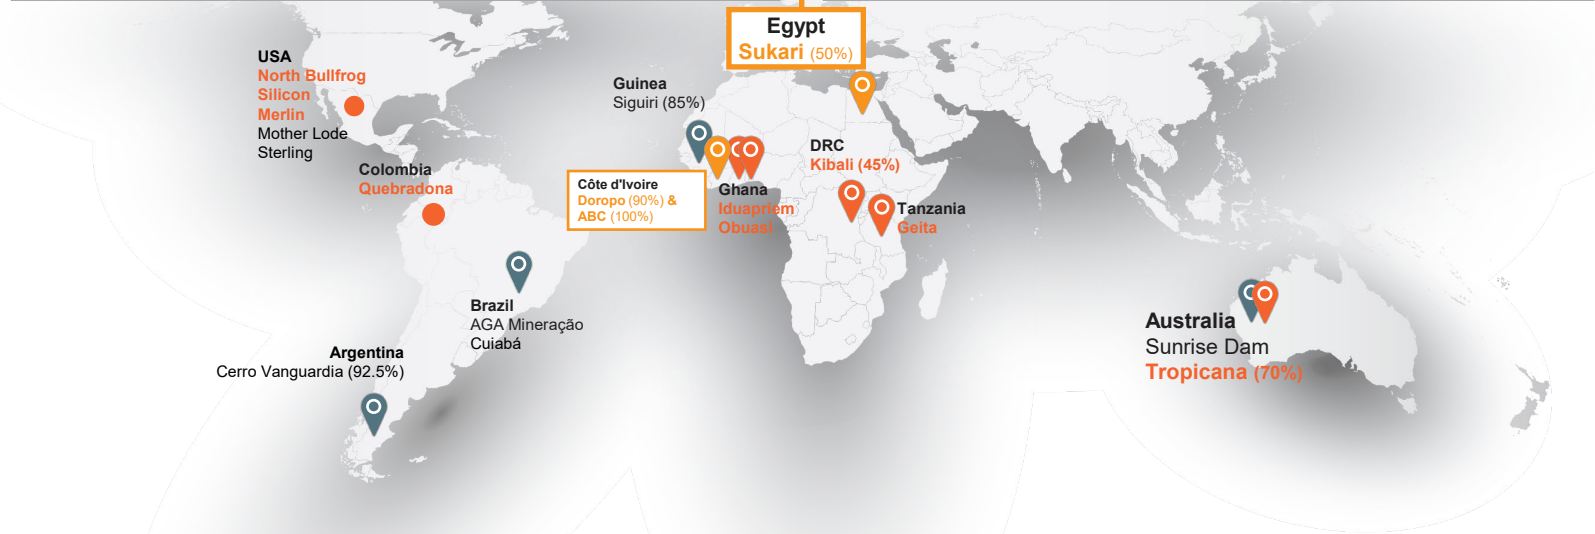 Egypt
Sukari (50%)
USA
North Bullfrog
Silicon
Merlin
Mother Lode
Sterling
Guinea
Siguiri (85%)
Colombia
Quebradona
Côte d'Ivoire
Doropo (90%) &
ABC (100%)
Ghana
Iduapriem
Obuasi
DRC
Kibali (45%)
Tanzania
Geita
Brazil
AGA Mineração
Cuiabá
Argentina
Cerro Vanguardia (92.5%)
Australia
Sunrise Dam
Tropicana (70%)